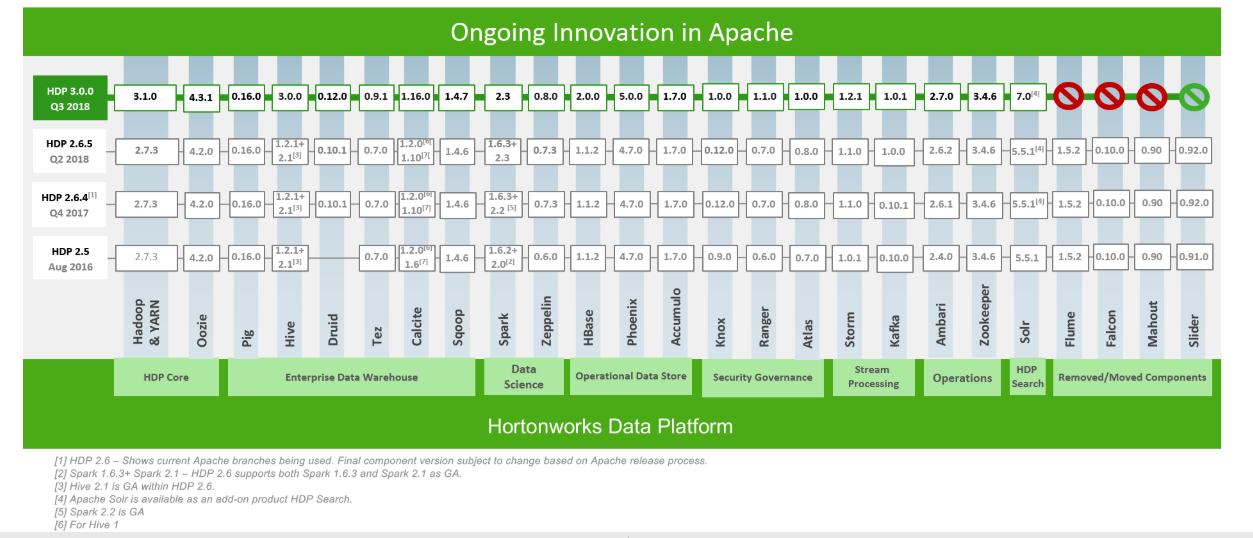 Ongoing Innovation in Apache
HDP 3.0.0
Q3 2018
3.1.0 4.3.1 0.16.0 3.0.0 0.12.0 0.9.1 1.16.0 1.4.7 2.3 0.8.0 2.0.0 5.0.0 1.7.0 1.0.0 1.1.0 1.0.0 1.2.1 1.0.1 2.7.0 3.4.6 7.0[4]
HDP 2.6.5
Q2 2018
2.7.3 4.2.0 0.16.0 1.2.1+ 2.1[3] 0.10.1 0.7.0 1.2.0[6] 1.10[7] 1.4.6 1.6.3+ 2.3 0.7.3 1.1.2 4.7.0 1.7.0 0.12.0 0.7.0 0.8.0 1.1.0 1.0.0 2.6.2 3.4.6 5.5.1[4] 1.5.2 0.10.0 0.90 0.92.0
HDP 2.6.4[1]
Q4 2017
2.7.3 4.2.0 0.16.0 1.2.1+ 2.1[3] 0.10.1 0.7.0 1.2.0[6] 1.10[7] 1.4.6 1.6.3+ 2.2 [5] 0.7.3 1.1.2 4.7.0 1.7.0 0.12.0 0.7.0 0.8.0 1.1.0 0.10.1 2.6.1 3.4.6 5.5.1[4] 1.5.2 0.10.0 0.90 0.92.0
HDP 2.5
Aug 2016
2.7.3 4.2.0 0.16.0 1.2.1+ 2.1[3] 0.7.0 1.2.0[6] 1.6[7] 1.4.6 1.6.2+ 2.0[2] 0.6.0 1.1.2 4.7.0 1.7.0 0.9.0 0.6.0 0.7.0 1.0.1 0.10.0 2.4.0 3.4.6 5.5.1 1.5.2 0.10.0 0.90 0.91.0
Hadoop & YARN Oozie Pig Hive Druid Tez Calcite Sqoop Spark Zeppelin HBase Phoenix Accumulo Knox Ranger Atlas Storm Kafka Ambari Zookeeper Solr Flume Falcon Mahout Slider
HDP Core Enterprise Data Warehouse Data Science Operational Data Store Security Governance Stream Processing Operations HDP Search Removed/Moved Components
Hortonworks Data Platform
[1] HDP 2.6 – Shows current Apache branches being used. Final component version subject to change based on Apache release process.
[2] Spark 1.6.3+ Spark 2.1 – HDP 2.6 supports both Spark 1.6.3 and Spark 2.1 as GA.
[3] Hive 2.1 is GA within HDP 2.6.
[4] Apache Solr is available as an add-on product HDP Search.
[5] Spark 2.2 is GA
[6] For Hive 1